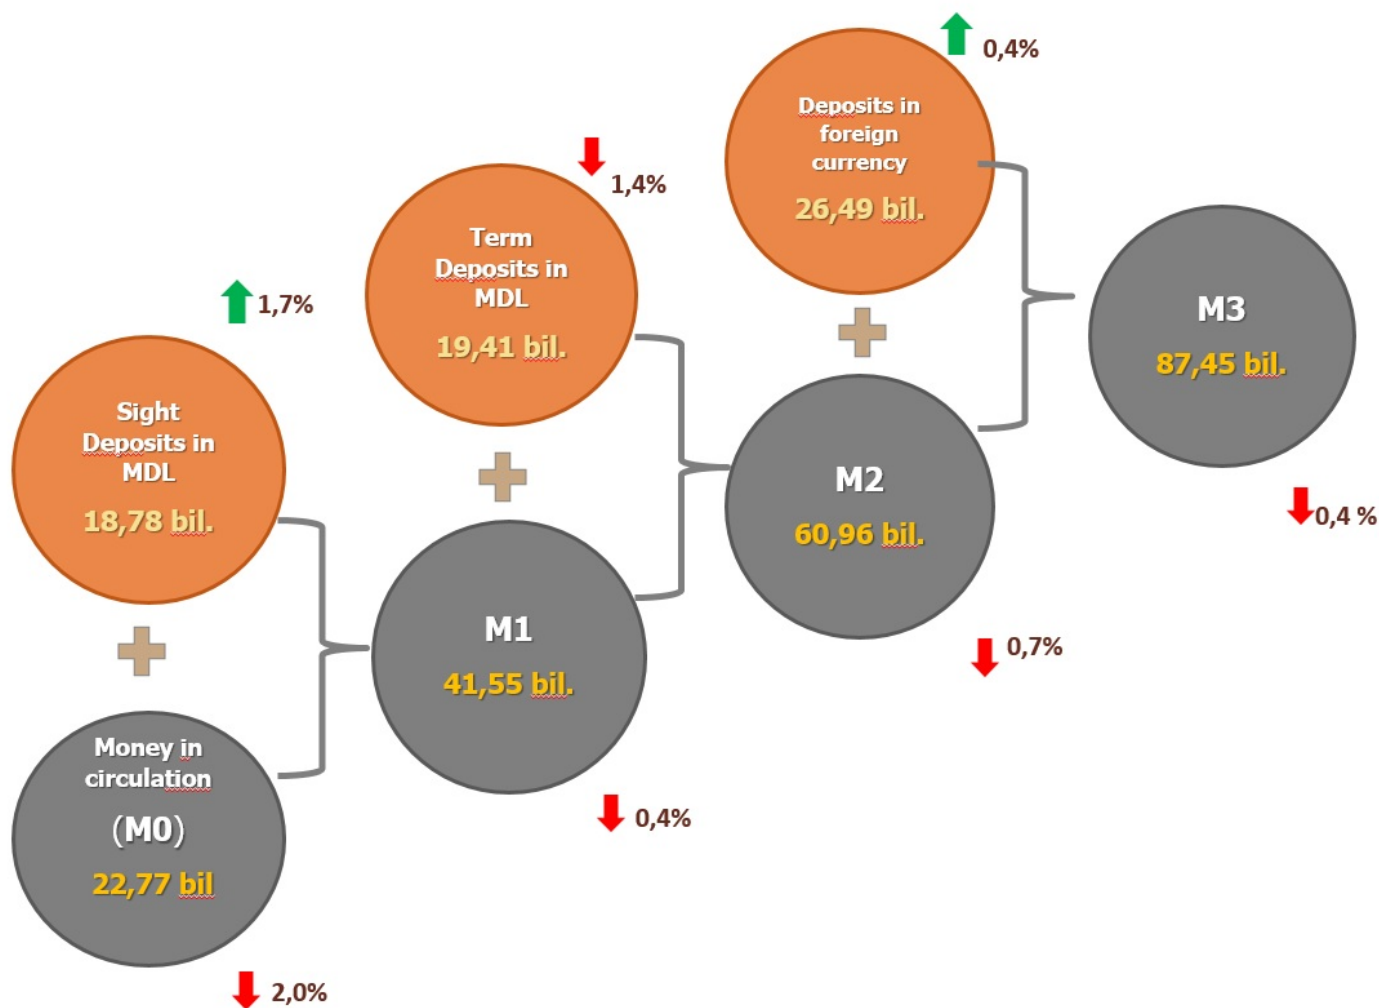 1,7%
Sight
Deposits in
MDL
18,78 bil.
Money in
circulation
(M0)
22,77 bil
2,0%
1,4%
Term
Deposits in
MDL
19,41 bil.
M1
41,55 bil.
0,4%
0,4%
Deposits in
foreign
currency
26,49 bil.
M2
60,96 bil.
0,7%
M3
87,45 bil.
0,4 %